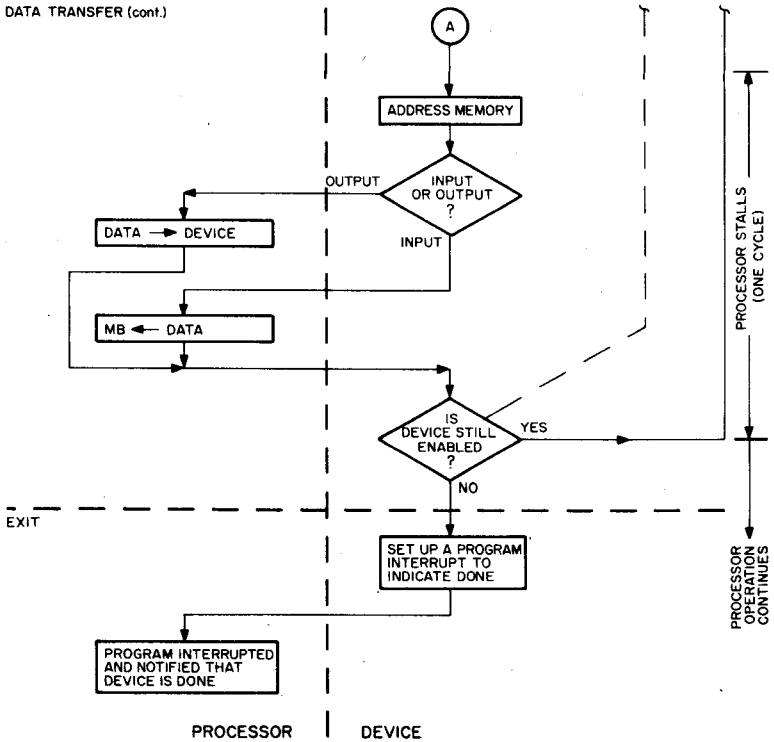 DATA TRANSFER (cont.)
A
ADDRESS MEMORY
INPUT
OR OUTPUT
?
OUTPUT
INPUT
DATA → DEVICE
MB ← DATA
IS
DEVICE STILL
ENABLED
?
YES
NO
PROCESSOR STALLS
(ONE CYCLE)
EXIT
SET UP A PROGRAM
INTERRUPT TO
INDICATE DONE
PROCESSOR
OPERATION
CONTINUES
PROGRAM INTERRUPTED
AND NOTIFIED THAT
DEVICE IS DONE
PROCESSOR
DEVICE